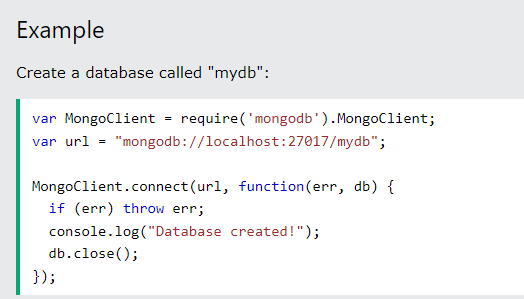 Example
Create a database called "mydb":
var MongoClient = require('mongodb').MongoClient;
var url = "mongodb://localhost:27017/mydb";
MongoClient.connect(url, function(err, db) {
  if (err) throw err;
  console.log("Database created!");
  db.close();
});